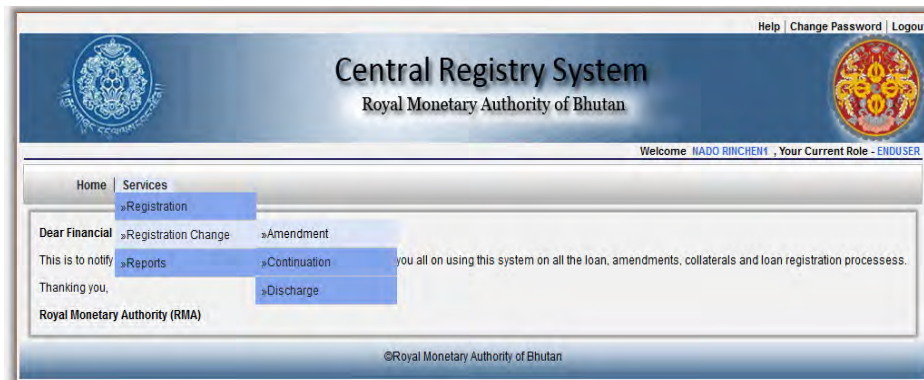 Help | Change Password | Logou
Central Registry System
Royal Monetary Authority of Bhutan
Welcome NADO RINCHEN1 , Your Current Role - ENDUSER
Home | Services
»Registration
Dear Financial »Registration Change »Amendment
This is to notify »Reports »Continuation you all on using this system on all the loan, amendments, collaterals and loan registration processess.
Thanking you, »Discharge
Royal Monetary Authority (RMA)
©Royal Monetary Authority of Bhutan